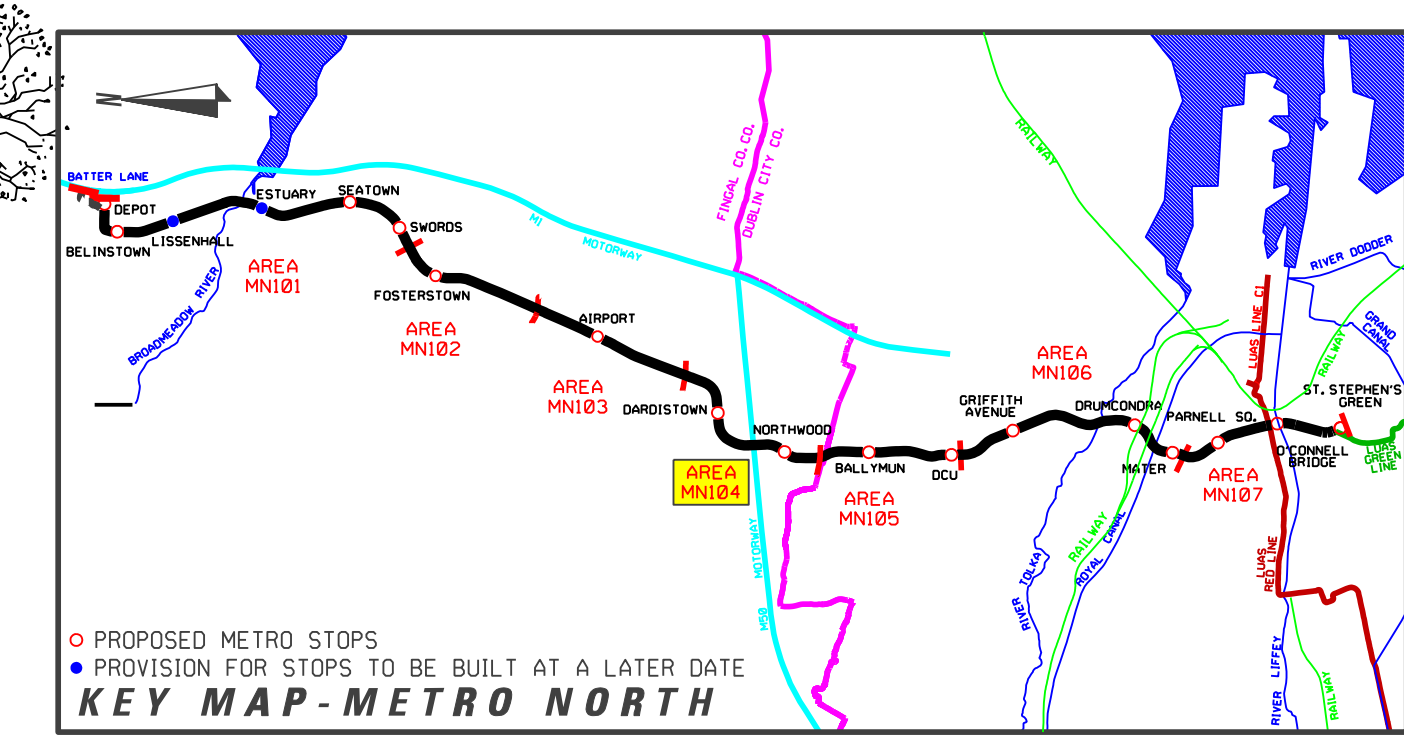 BATTER LANE
DEPOT
BELINSTOWN
LISSENHALL
ESTUARY
SEATOWN
SWORDS
BROADMEADOW RIVER
AREA
MN101
FOSTERSTOWN
AREA
MN102
M1
MOTORWAY
AIRPORT
AREA
MN103
DARDISTOWN
FINGAL CO.CO.
DUBLIN CITY CO.
NORTHWOOD
AREA
MN104
MOTORWAY
M50
BALLYMUN
AREA
MN105
DCU
GRIFFITH
AVENUE
AREA
MN106
DRUMCONDRA
MATER
PARNELL SO.
AREA
MN107
O'CONNELL
BRIDGE
ST. STEPHEN'S
GREEN
LUAS
GREEN
LINE
RAILWAY
RIVER DODDER
GRAND
CANAL
RAILWAY
LUAS LINE C1
RAILWAY
ROYAL CANAL
RIVER TOLKA
LUAS
RED LINE
RIVER LIFFEY
RAILWAY
PROPOSED METRO STOPS
PROVISION FOR STOPS TO BE BUILT AT A LATER DATE
KEY MAP-METRO NORTH